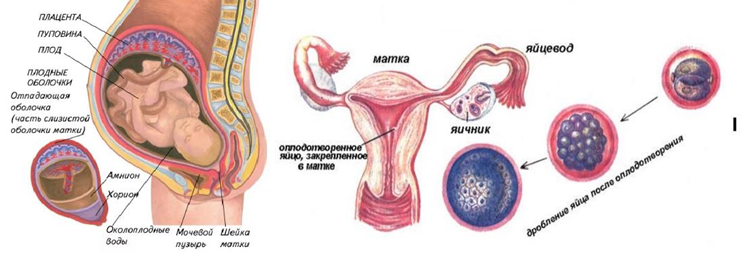 ПЛАЦЕНТА
ПУПОВИНА
ПЛОД
ПЛОДНЫЕ
ОБОЛОЧКИ
Отпадающая
оболочка
(часть слизистой
оболочки матки)
Амнион
Хорион
Околоплодные
воды
Мочевой
пузырь
Шейка
матки
матка
яйцевод
яичник
оплодотворенное
яйцо, закрепленное
в матке
дробление яйца после оплодотворения
I